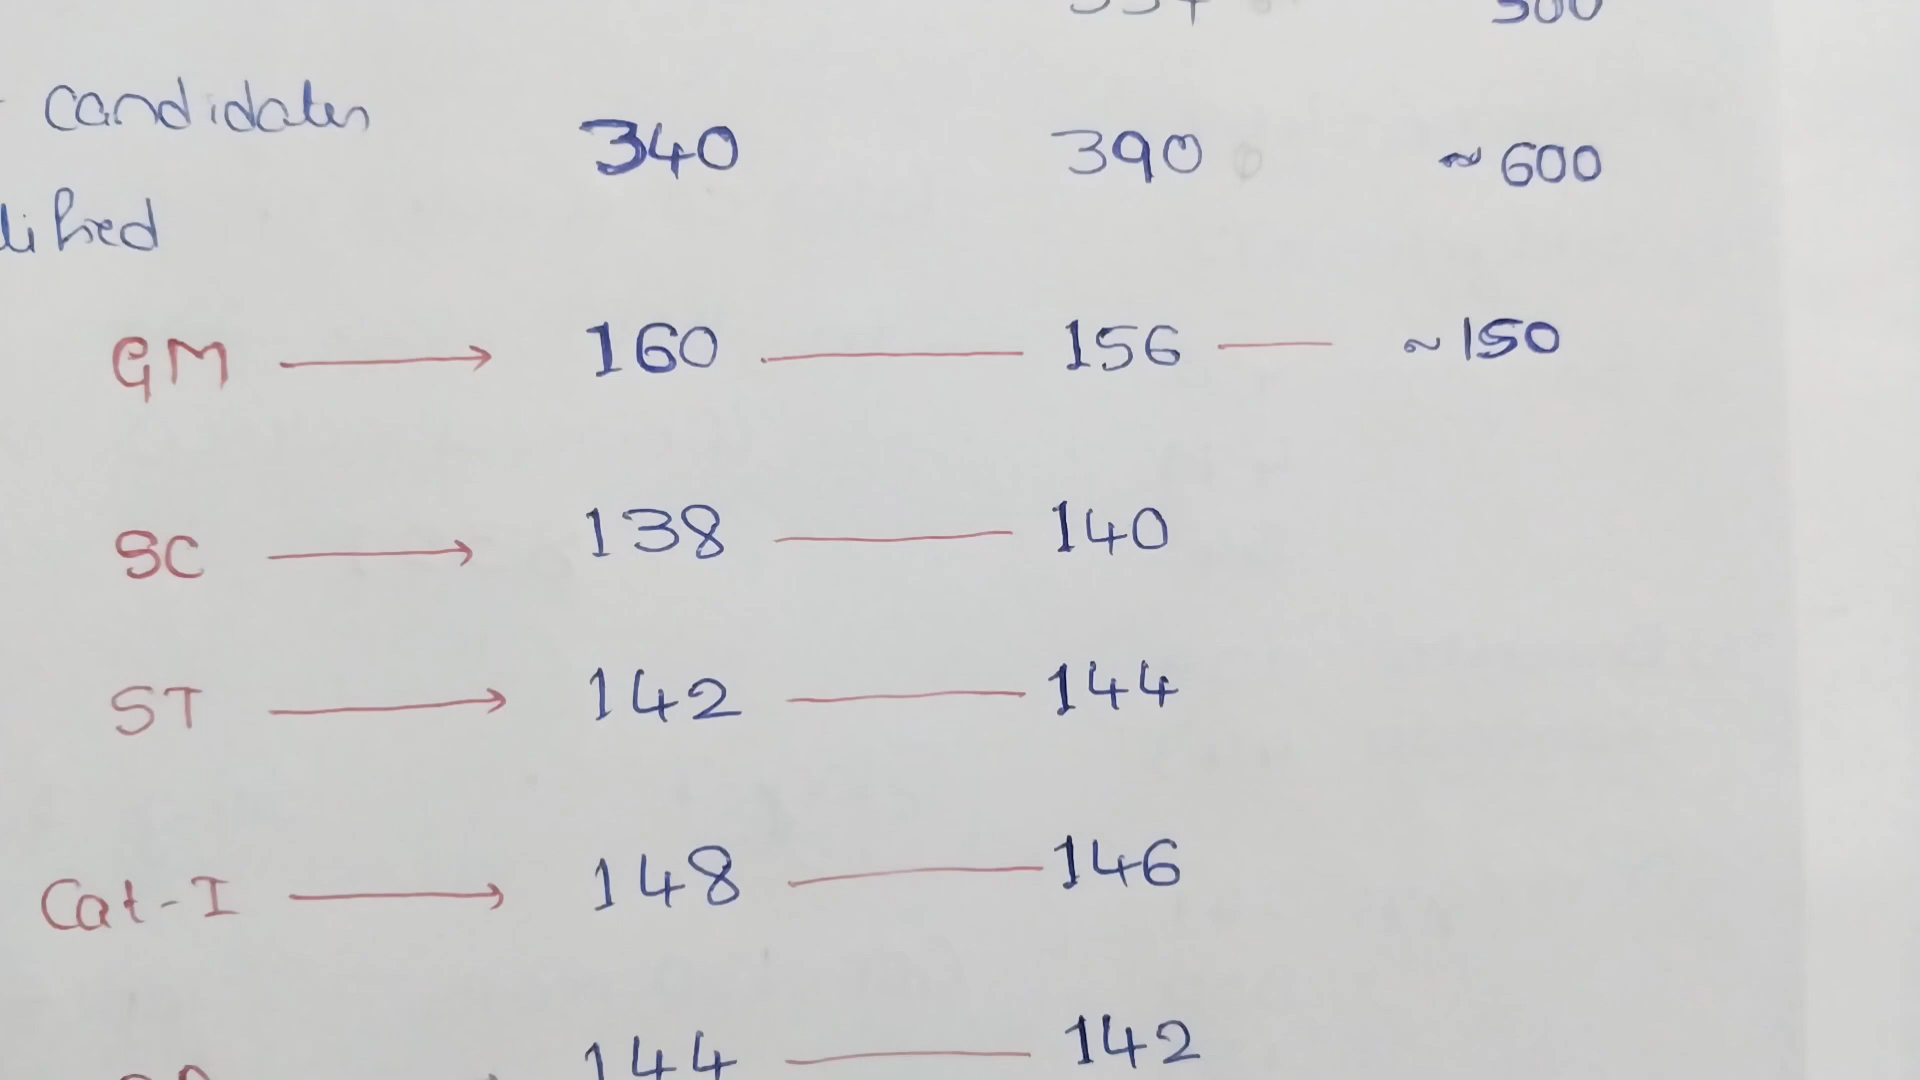 candidates 340 390 ~ 600
GM → 160 — 156 — ~ 150
SC → 138 — 140
ST → 142 — 144
Cat-I → 148 — 146
144 — 142